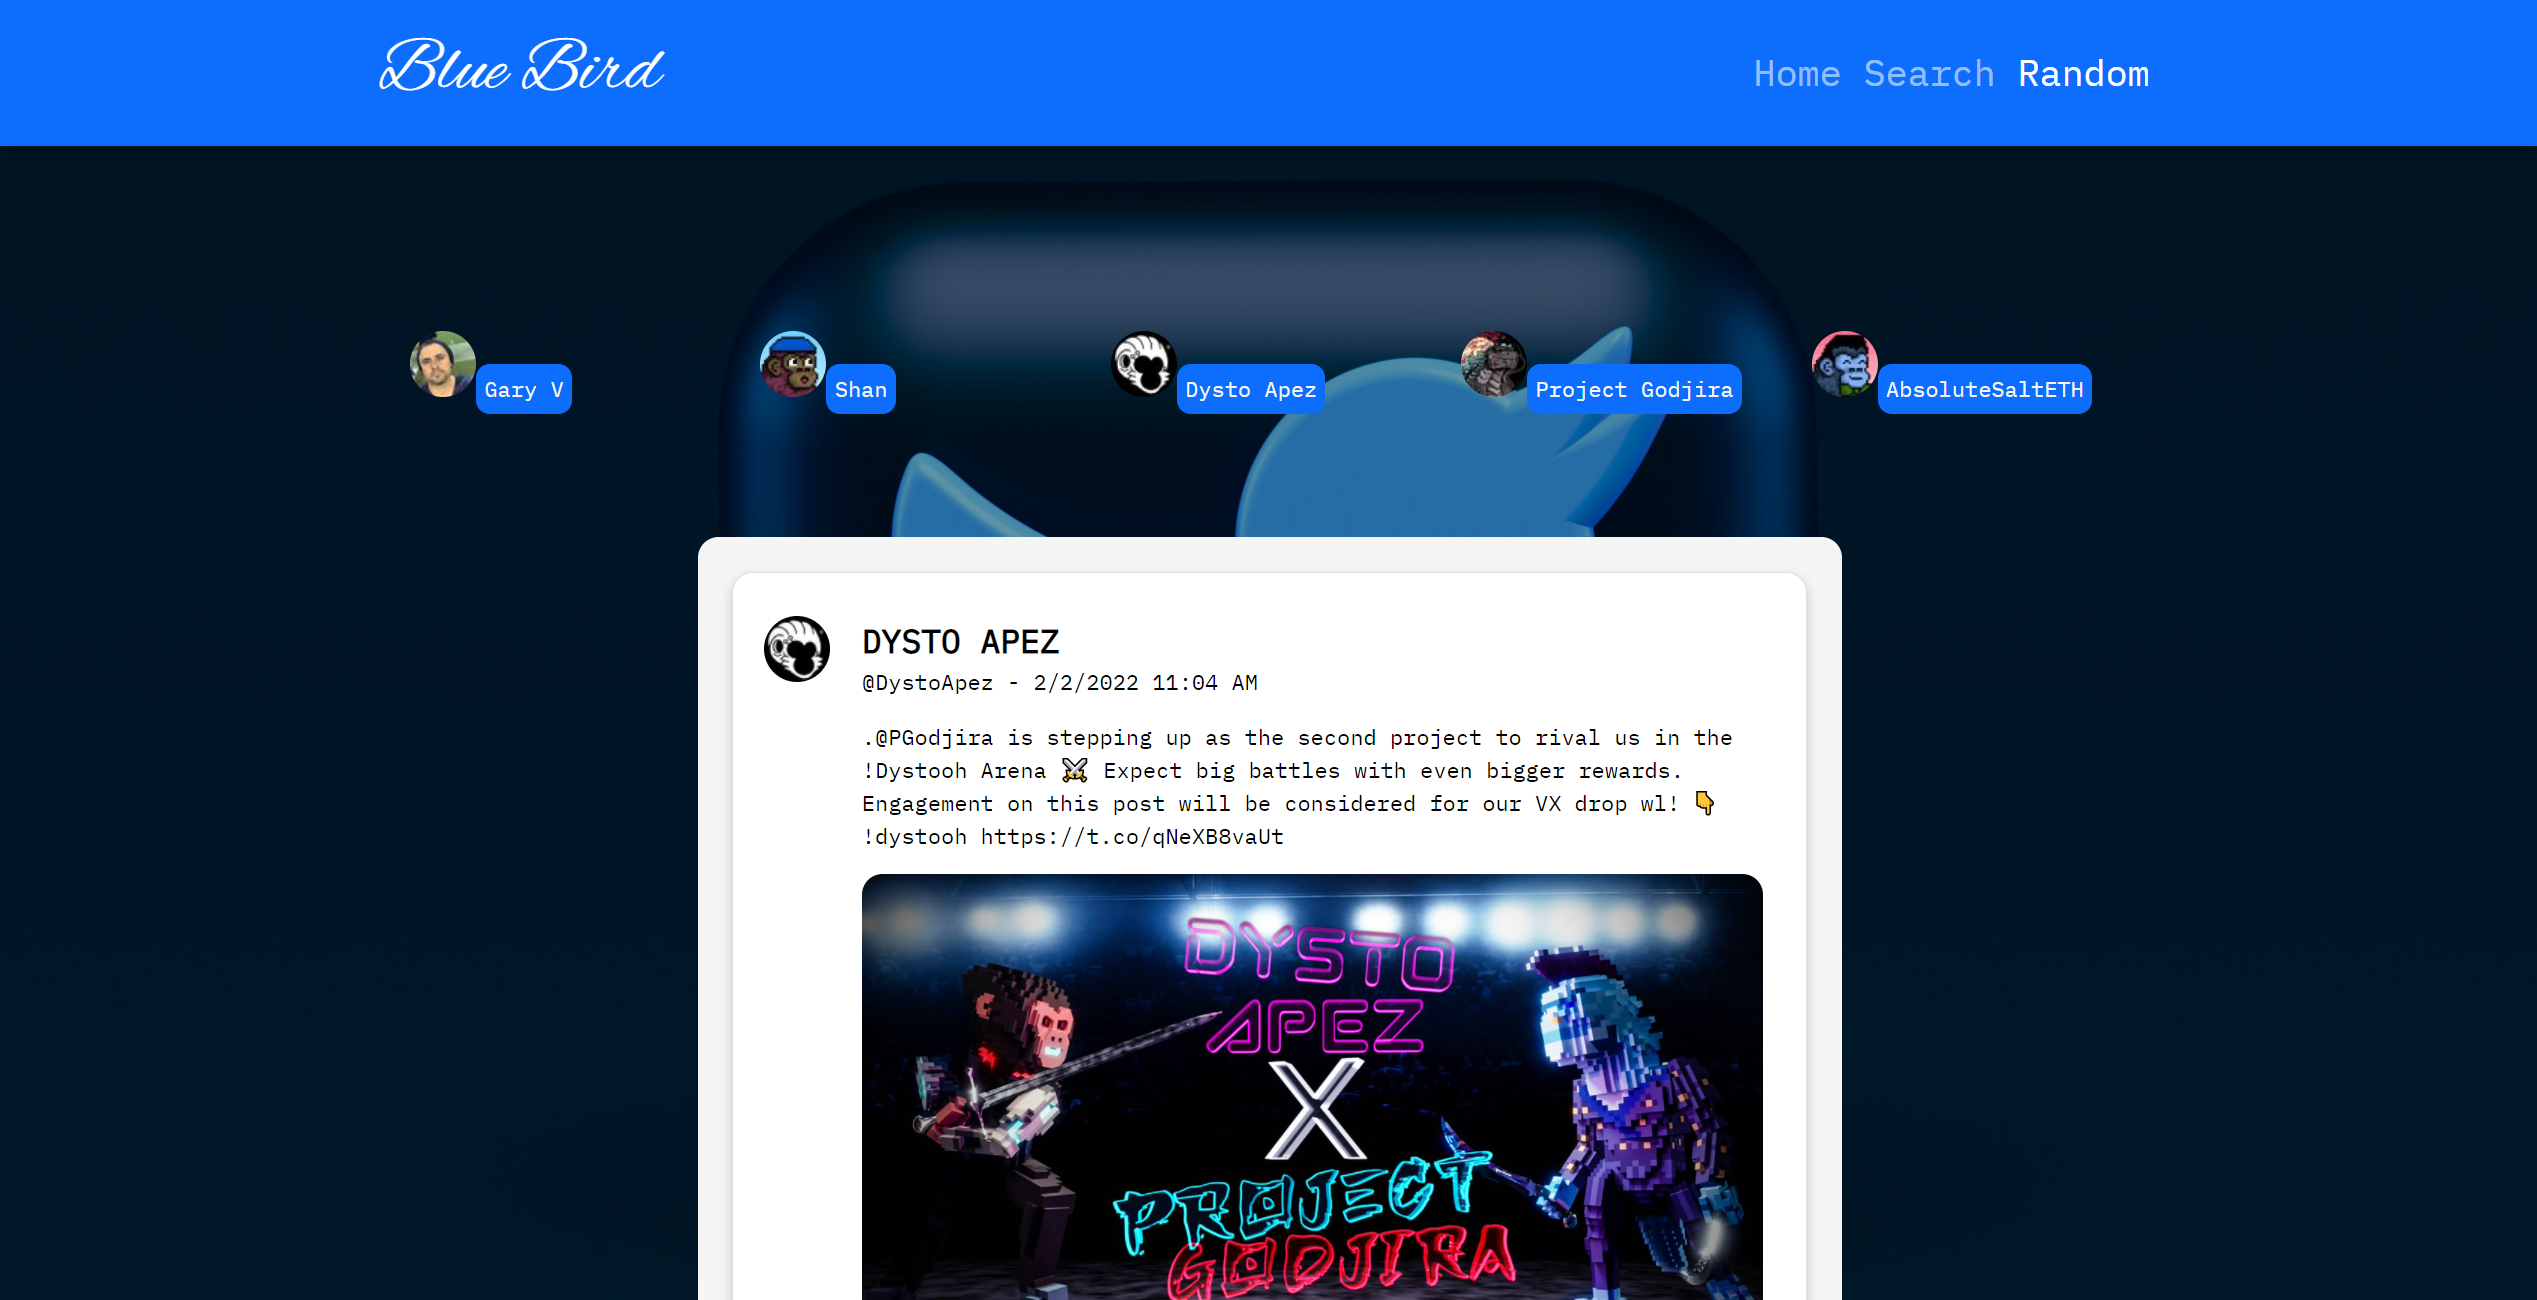 Blue Bird
Home Search Random
Gary V
Shan
Dysto Apez
Project Godjira
AbsoluteSaltETH
DYSTO APEZ
@DystoApez - 2/2/2022 11:04 AM
.@PGodjira is stepping up as the second project to rival us in the
!Dystooh Arena ⚔️ Expect big battles with even bigger rewards.
Engagement on this post will be considered for our VX drop wl! 👇
!dystooh https://t.co/qNeXB8vaUt
DYSTO
APEZ
X
PROJECT
GODJIRA